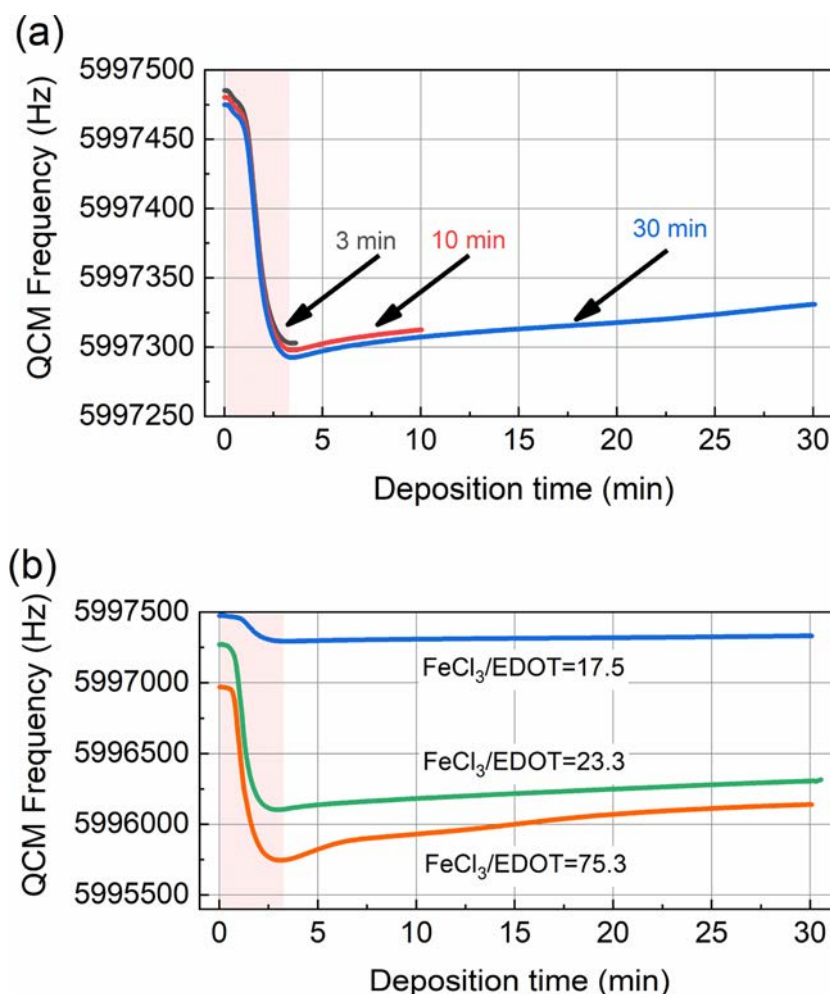 (a)
QCM Frequency (Hz)
5997500
5997450
5997400
5997350
5997300
5997250
3 min
10 min
30 min
0 5 10 15 20 25 30
Deposition time (min)
(b)
QCM Frequency (Hz)
5997500
5997000
5996500
5996000
5995500
FeCl₃/EDOT=17.5
FeCl₃/EDOT=23.3
FeCl₃/EDOT=75.3
0 5 10 15 20 25 30
Deposition time (min)